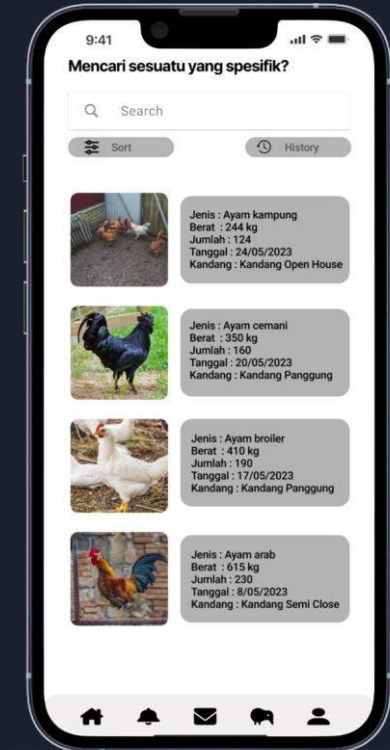 9:41
Mencari sesuatu yang spesifik?
Search
Sort
History
Jenis : Ayam kampung
Berat : 244 kg
Jumlah : 124
Tanggal : 24/05/2023
Kandang : Kandang Open House
Jenis : Ayam cemani
Berat : 350 kg
Jumlah : 160
Tanggal : 20/05/2023
Kandang : Kandang Panggung
Jenis : Ayam broiler
Berat : 410 kg
Jumlah : 190
Tanggal : 17/05/2023
Kandang : Kandang Panggung
Jenis : Ayam arab
Berat : 615 kg
Jumlah : 230
Tanggal : 8/05/2023
Kandang : Kandang Semi Close